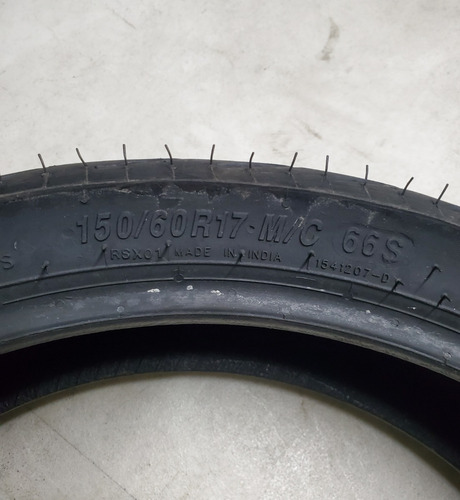 150/60R17·M/C 66S
S RSX01 MADE IN INDIA 1541207-D